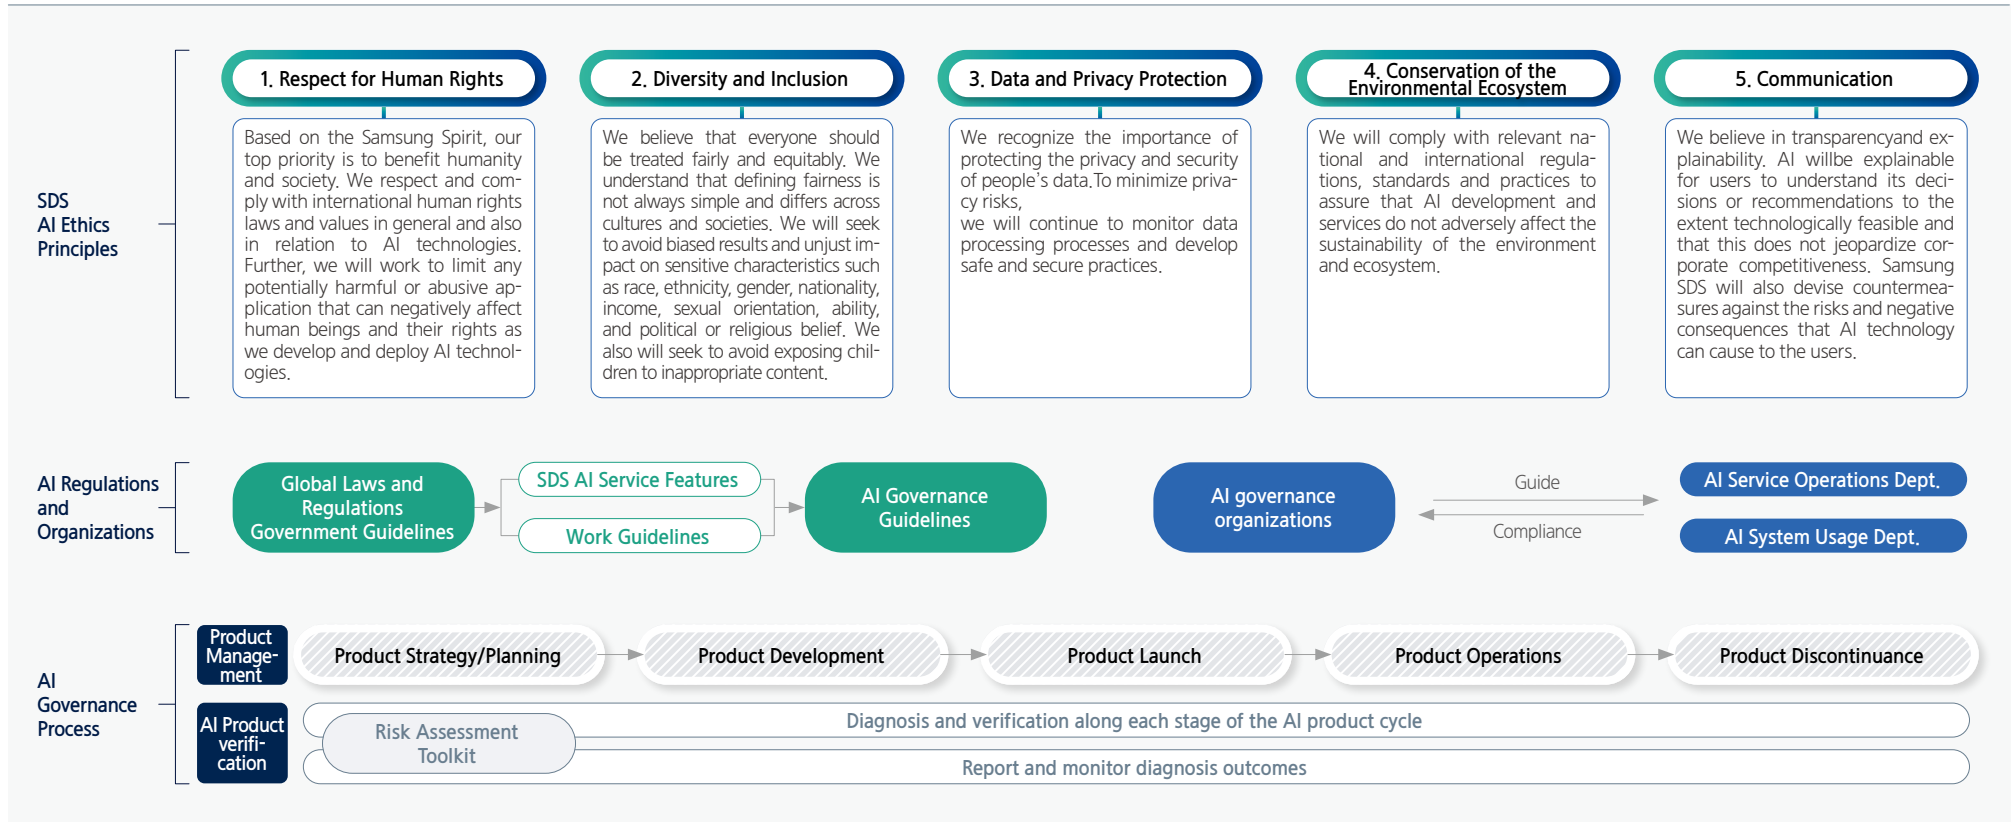 SDS
AI Ethics
Principles
1. Respect for Human Rights
Based on the Samsung Spirit, our
top priority is to benefit humanity
and society. We respect and com-
ply with international human rights
laws and values in general and also
in relation to AI technologies.
Further, we will work to limit any
potentially harmful or abusive ap-
plication that can negatively affect
human beings and their rights as
we develop and deploy AI technol-
ogies.
2. Diversity and Inclusion
We believe that everyone should
be treated fairly and equitably. We
understand that defining fairness is
not always simple and differs across
cultures and societies. We will seek
to avoid biased results and unjust im-
pact on sensitive characteristics such
as race, ethnicity, gender, nationality,
income, sexual orientation, ability,
and political or religious belief. We
also will seek to avoid exposing chil-
dren to inappropriate content.
3. Data and Privacy Protection
We recognize the importance of
protecting the privacy and security
of people's data.To minimize priva-
cy risks,
we will continue to monitor data
processing processes and develop
safe and secure practices.
4. Conservation of the
Environmental Ecosystem
We will comply with relevant na-
tional and international regula-
tions, standards and practices to
assure that AI development and
services do not adversely affect the
sustainability of the environment
and ecosystem.
5. Communication
We believe in transparencyand ex-
plainability. AI willbe explainable
for users to understand its deci-
sions or recommendations to the
extent technologically feasible and
that this does not jeopardize cor-
porate competitiveness. Samsung
SDS will also devise countermea-
sures against the risks and negative
consequences that AI technology
can cause to the users.
AI Regulations
and
Organizations
Global Laws and
Regulations
Government Guidelines
SDS AI Service Features
Work Guidelines
AI Governance
Guidelines
AI governance
organizations
Guide
Compliance
AI Service Operations Dept.
AI System Usage Dept.
AI
Governance
Process
Product
Manage-
ment
Product Strategy/Planning
Product Development
Product Launch
Product Operations
Product Discontinuance
AI Product
verifi-
cation
Risk Assessment
Toolkit
Diagnosis and verification along each stage of the AI product cycle
Report and monitor diagnosis outcomes